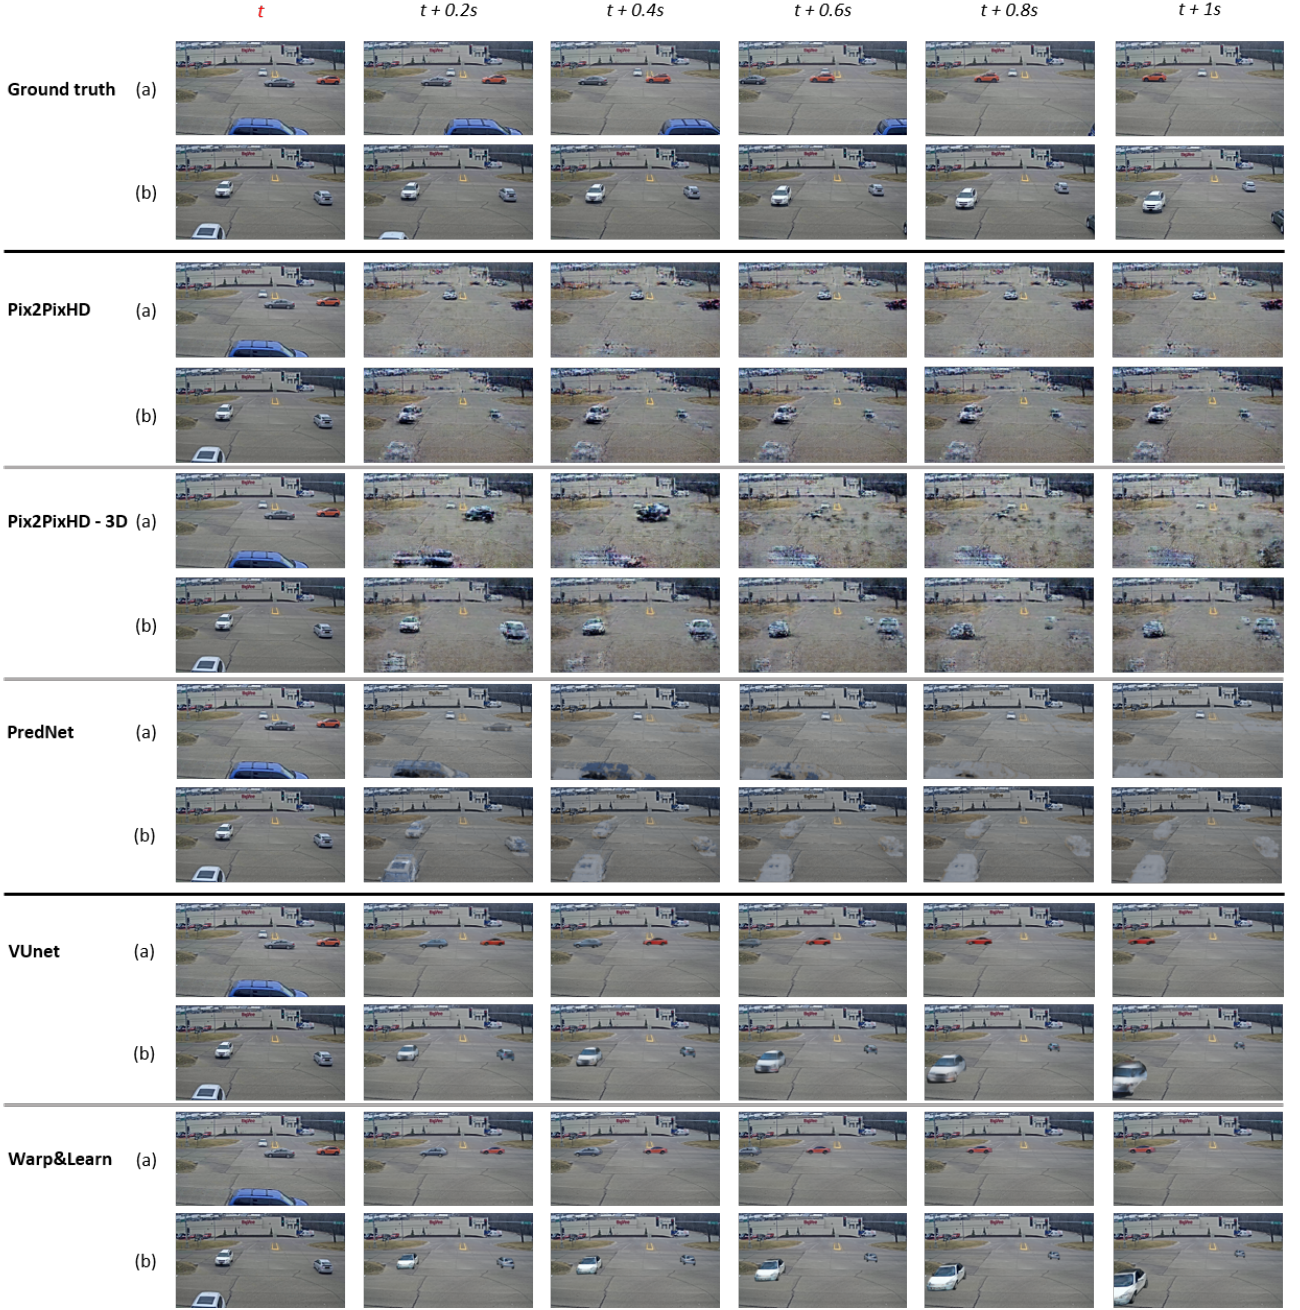 t t + 0.2s t + 0.4s t + 0.6s t + 0.8s t + 1s
Ground truth (a)
(b)
Pix2PixHD (a)
(b)
Pix2PixHD - 3D (a)
(b)
PredNet (a)
(b)
VUnet (a)
(b)
Warp&Learn (a)
(b)